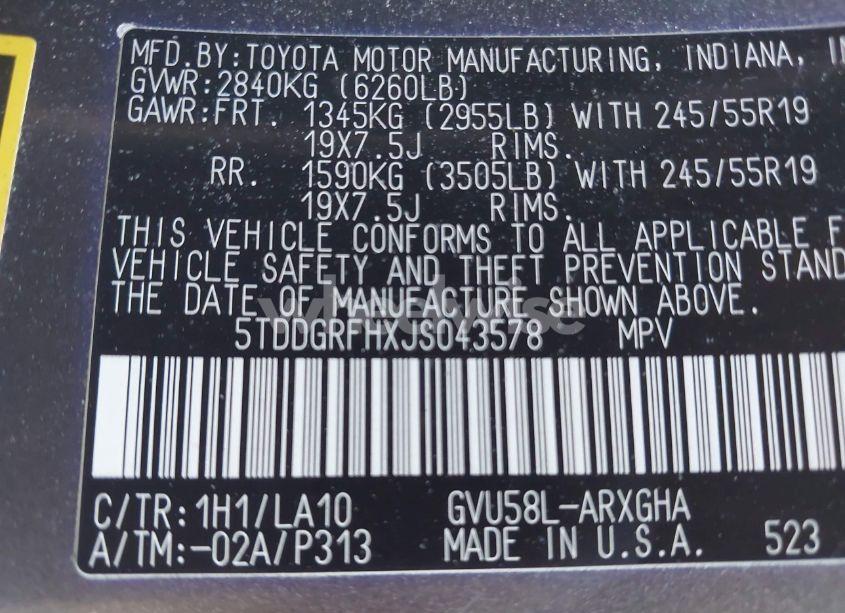 MFD.BY:TOYOTA MOTOR MANUFACTURING, INDIANA,
GVWR:2840KG (6260LB)
GAWR:FRT. 1345KG (2955LB) WITH 245/55R19
19X7.5J RIMS.
RR. 1590KG (3505LB) WITH 245/55R19
19X7.5J RIMS.
THIS VEHICLE CONFORMS TO ALL APPLICABLE F
VEHICLE SAFETY AND THEFT PREVENTION STAND
THE DATE OF MANUFACTURE SHOWN ABOVE.
5TDDGRFHXJS043578 MPV
C/TR:1H1/LA10 GVU58L-ARXGHA
A/TM:-02A/P313 MADE IN U.S.A. 523